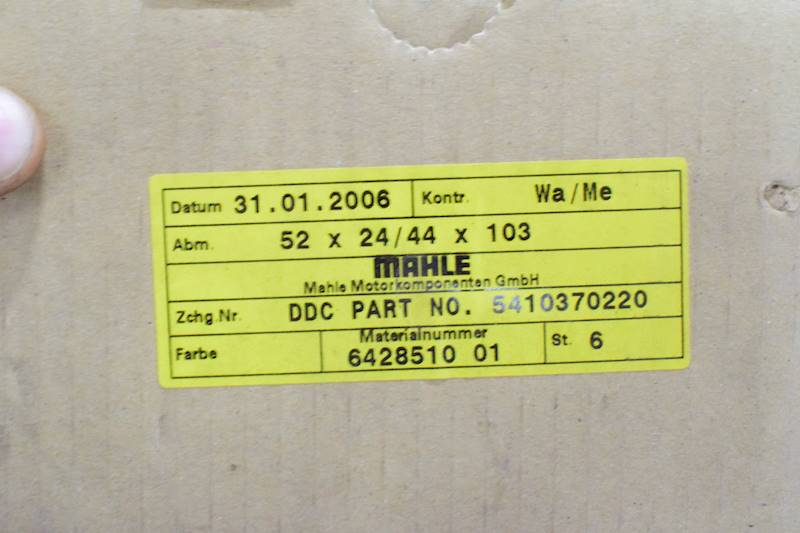 Datum 31.01.2006 Kontr. Wa/Me
Abm. 52 x 24/44 x 103
MAHLE
Mahle Motorkomponenten GmbH
Zchg.Nr. DDC PART NO. 5410370220
Farbe Materialnummer St. 6
6428510 01